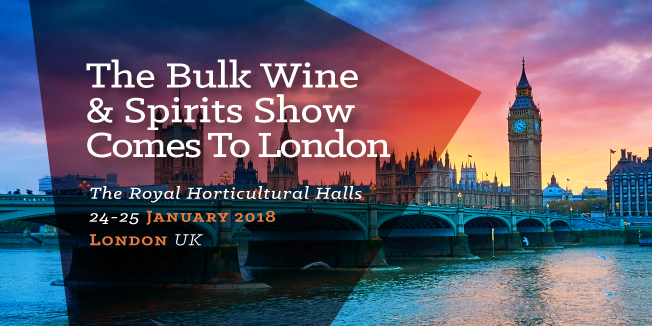 The Bulk Wine
& Spirits Show
Comes To London
The Royal Horticultural Halls
24-25 January 2018
London UK